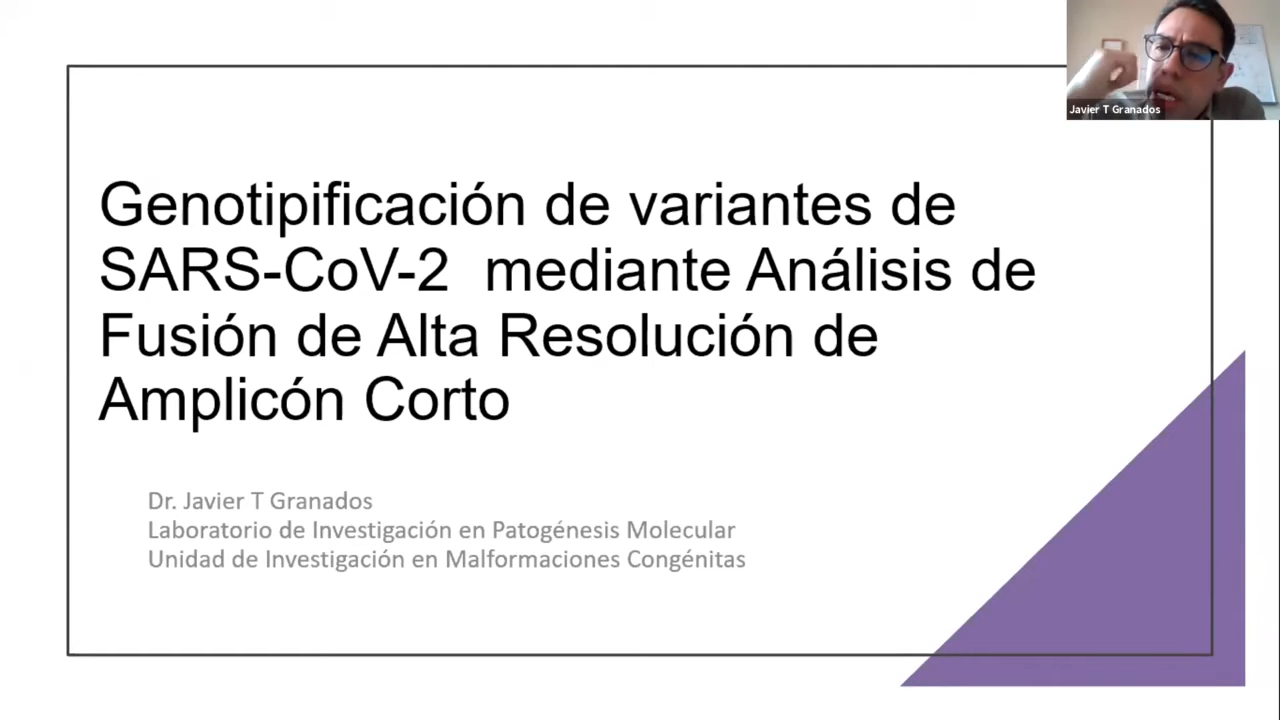 Javier T Granados
Genotipificación de variantes de
SARS-CoV-2 mediante Análisis de
Fusión de Alta Resolución de
Amplicón Corto
Dr. Javier T Granados
Laboratorio de Investigación en Patogénesis Molecular
Unidad de Investigación en Malformaciones Congénitas